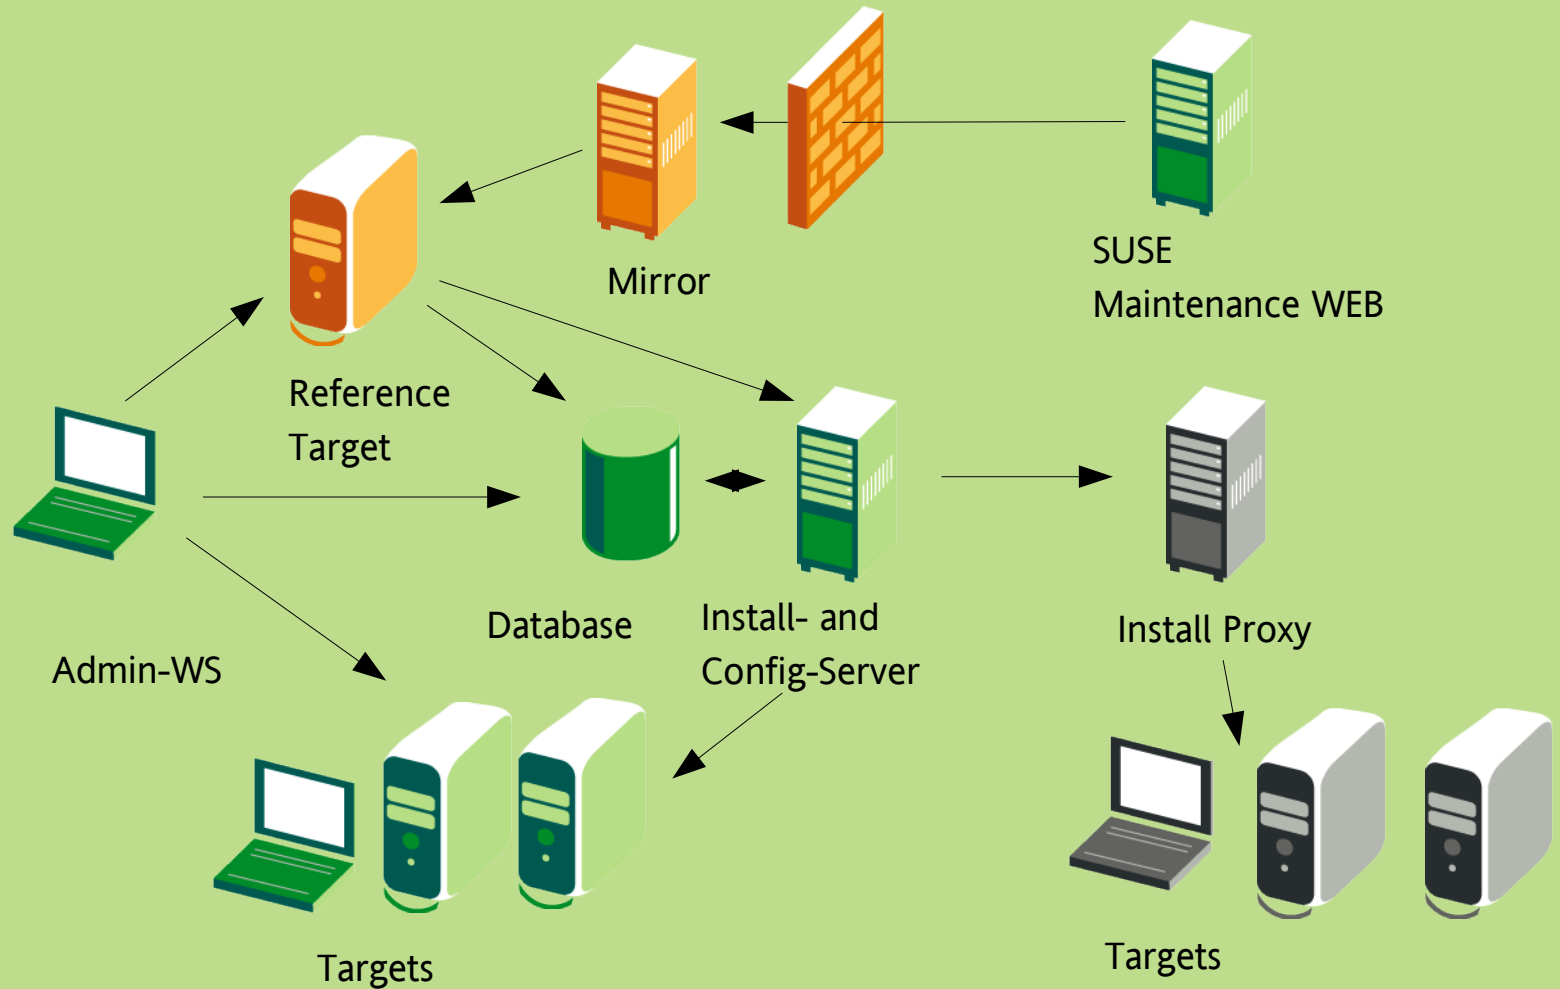 SUSE
Maintenance WEB
Mirror
Reference
Target
Database
Install- and
Config-Server
Install Proxy
Admin-WS
Targets
Targets